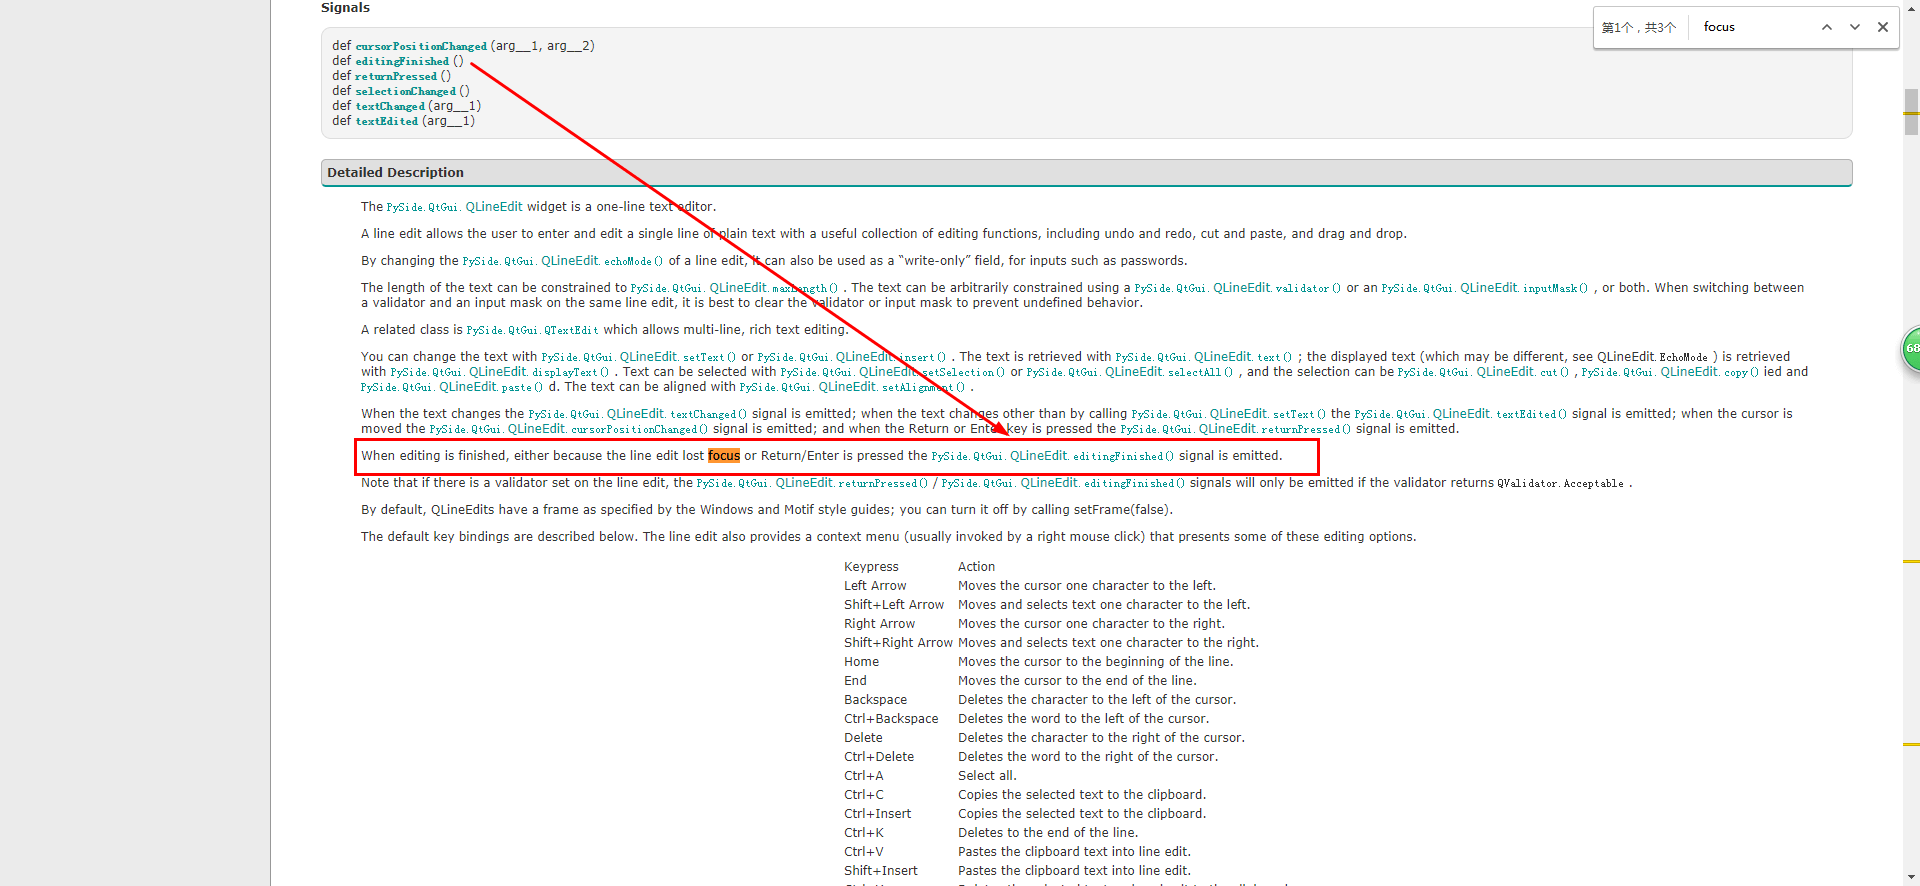 Signals
第1个，共3个 focus
def cursorPositionChanged (arg__1, arg__2)
def editingFinished ()
def returnPressed ()
def selectionChanged ()
def textChanged (arg__1)
def textEdited (arg__1)
Detailed Description
The PySide.QtGui.QLineEdit widget is a one-line text editor.
A line edit allows the user to enter and edit a single line of plain text with a useful collection of editing functions, including undo and redo, cut and paste, and drag and drop.
By changing the PySide.QtGui.QLineEdit.echoMode() of a line edit, it can also be used as a “write-only” field, for inputs such as passwords.
The length of the text can be constrained to PySide.QtGui.QLineEdit.maxLength() . The text can be arbitrarily constrained using a PySide.QtGui.QLineEdit.validator() or an PySide.QtGui.QLineEdit.inputMask() , or both. When switching between
a validator and an input mask on the same line edit, it is best to clear the validator or input mask to prevent undefined behavior.
A related class is PySide.QtGui.QTextEdit which allows multi-line, rich text editing.
You can change the text with PySide.QtGui.QLineEdit.setText() or PySide.QtGui.QLineEdit.insert() . The text is retrieved with PySide.QtGui.QLineEdit.text() ; the displayed text (which may be different, see QLineEdit.EchoMode ) is retrieved
with PySide.QtGui.QLineEdit.displayText() . Text can be selected with PySide.QtGui.QLineEdit.setSelection() or PySide.QtGui.QLineEdit.selectAll() , and the selection can be PySide.QtGui.QLineEdit.cut() , PySide.QtGui.QLineEdit.copy() ied and
PySide.QtGui.QLineEdit.paste() d. The text can be aligned with PySide.QtGui.QLineEdit.setAlignment() .
When the text changes the PySide.QtGui.QLineEdit.textChanged() signal is emitted; when the text changes other than by calling PySide.QtGui.QLineEdit.setText() the PySide.QtGui.QLineEdit.textEdited() signal is emitted; when the cursor is
moved the PySide.QtGui.QLineEdit.cursorPositionChanged() signal is emitted; and when the Return or Enter key is pressed the PySide.QtGui.QLineEdit.returnPressed() signal is emitted.
When editing is finished, either because the line edit lost focus or Return/Enter is pressed the PySide.QtGui.QLineEdit.editingFinished() signal is emitted.
Note that if there is a validator set on the line edit, the PySide.QtGui.QLineEdit.returnPressed() / PySide.QtGui.QLineEdit.editingFinished() signals will only be emitted if the validator returns QValidator.Acceptable .
By default, QLineEdits have a frame as specified by the Windows and Motif style guides; you can turn it off by calling setFrame(false).
The default key bindings are described below. The line edit also provides a context menu (usually invoked by a right mouse click) that presents some of these editing options.
Keypress Action
Left Arrow Moves the cursor one character to the left.
Shift+Left Arrow Moves and selects text one character to the left.
Right Arrow Moves the cursor one character to the right.
Shift+Right Arrow Moves and selects text one character to the right.
Home Moves the cursor to the beginning of the line.
End Moves the cursor to the end of the line.
Backspace Deletes the character to the left of the cursor.
Ctrl+Backspace Deletes the word to the left of the cursor.
Delete Deletes the character to the right of the cursor.
Ctrl+Delete Deletes the word to the right of the cursor.
Ctrl+A Select all.
Ctrl+C Copies the selected text to the clipboard.
Ctrl+Insert Copies the selected text to the clipboard.
Ctrl+K Deletes to the end of the line.
Ctrl+V Pastes the clipboard text into line edit.
Shift+Insert Pastes the clipboard text into line edit.
68